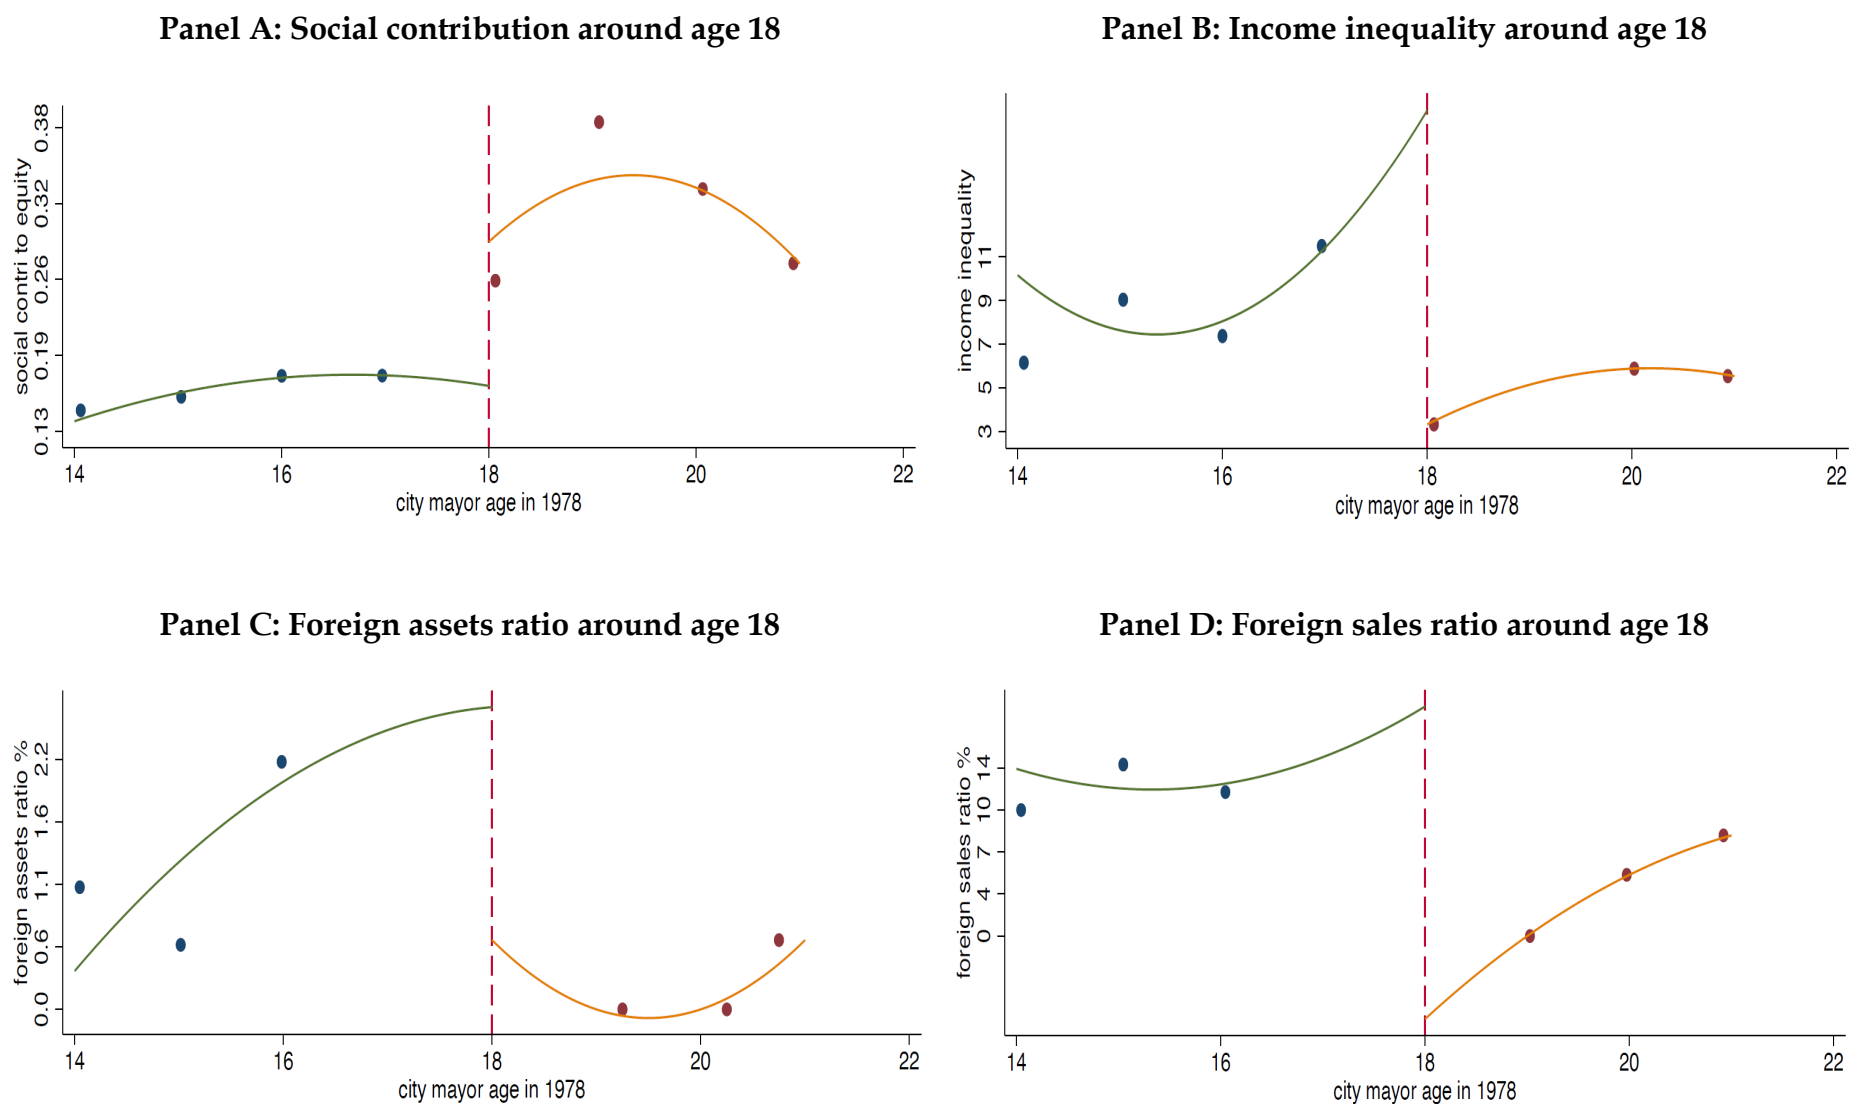 Panel A: Social contribution around age 18
social contri to equity
0.38
0.32
0.26
0.19
0.13
14 16 18 20 22
city mayor age in 1978
Panel B: Income inequality around age 18
income inequality
11
9
7
5
3
14 16 18 20 22
city mayor age in 1978
Panel C: Foreign assets ratio around age 18
foreign assets ratio %
2.2
1.6
1.1
0.6
0.0
14 16 18 20 22
city mayor age in 1978
Panel D: Foreign sales ratio around age 18
foreign sales ratio %
14
10
7
4
0
14 16 18 20 22
city mayor age in 1978